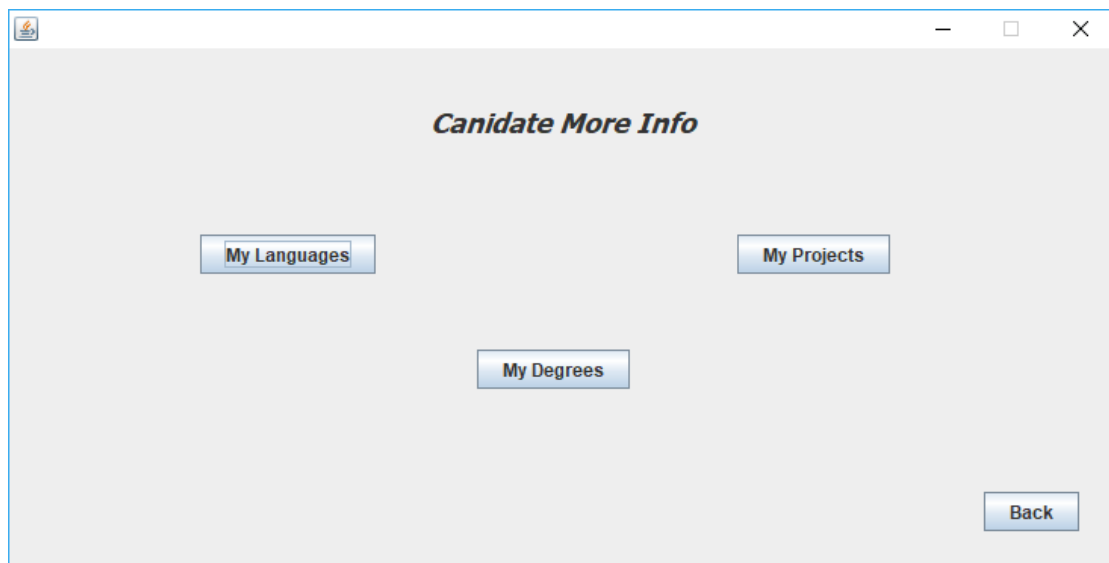 Canidate More Info
My Languages
My Projects
My Degrees
Back